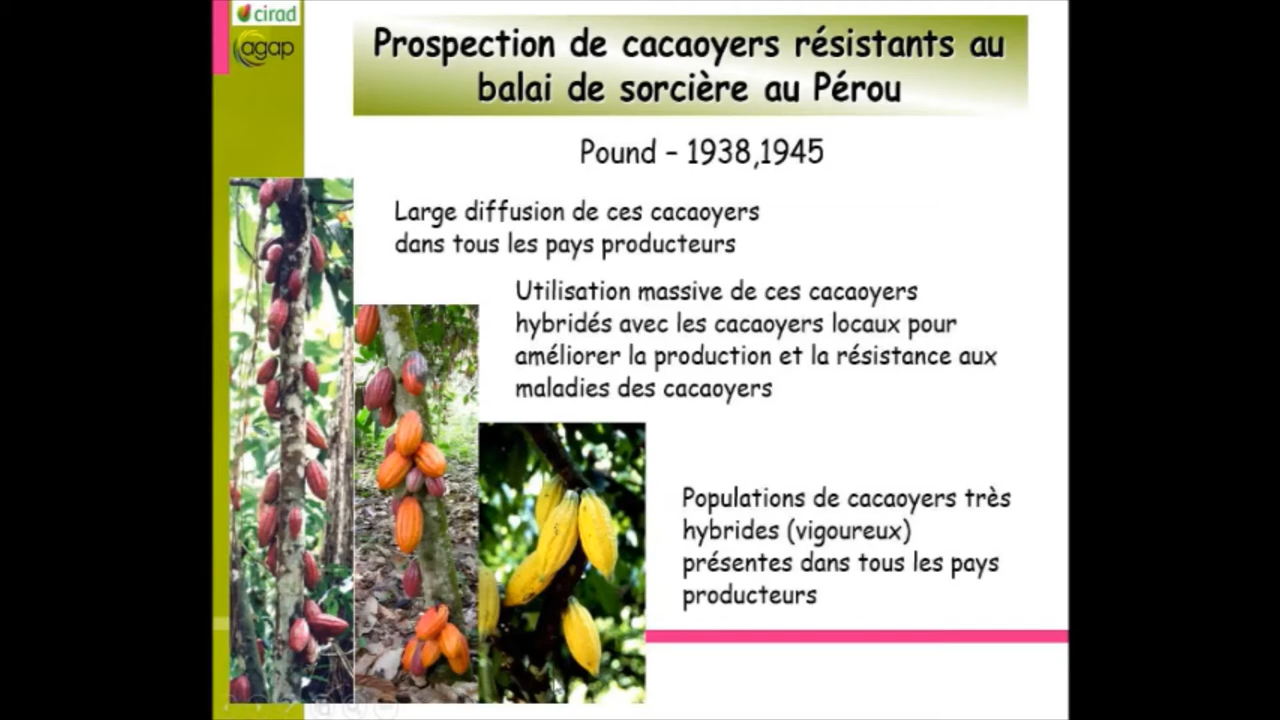 cirad
agap
Prospection de cacaoyers résistants au
balai de sorcière au Pérou
Pound – 1938,1945
Large diffusion de ces cacaoyers
dans tous les pays producteurs
Utilisation massive de ces cacaoyers
hybridés avec les cacaoyers locaux pour
améliorer la production et la résistance aux
maladies des cacaoyers
Populations de cacaoyers très
hybrides (vigoureux)
présentes dans tous les pays
producteurs